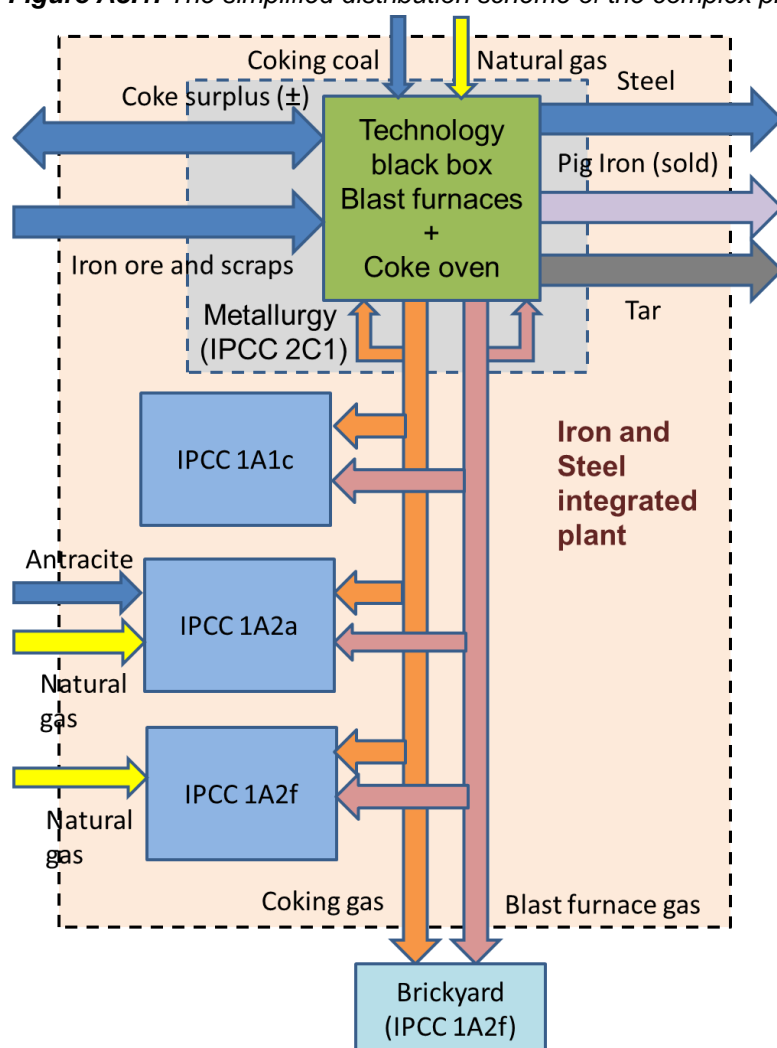 Figure A3.4.1: The simplified distribution scheme of the complex p
Coking coal
Natural gas
Steel
Coke surplus (±)
Technology
black box
Blast furnaces
+
Coke oven
Pig Iron (sold)
Iron ore and scraps
Tar
Metallurgy
(IPCC 2C1)
IPCC 1A1c
Iron and
Steel
integrated
plant
Antracite
IPCC 1A2a
Natural
gas
IPCC 1A2f
Natural
gas
Coking gas
Blast furnace gas
Brickyard
(IPCC 1A2f)